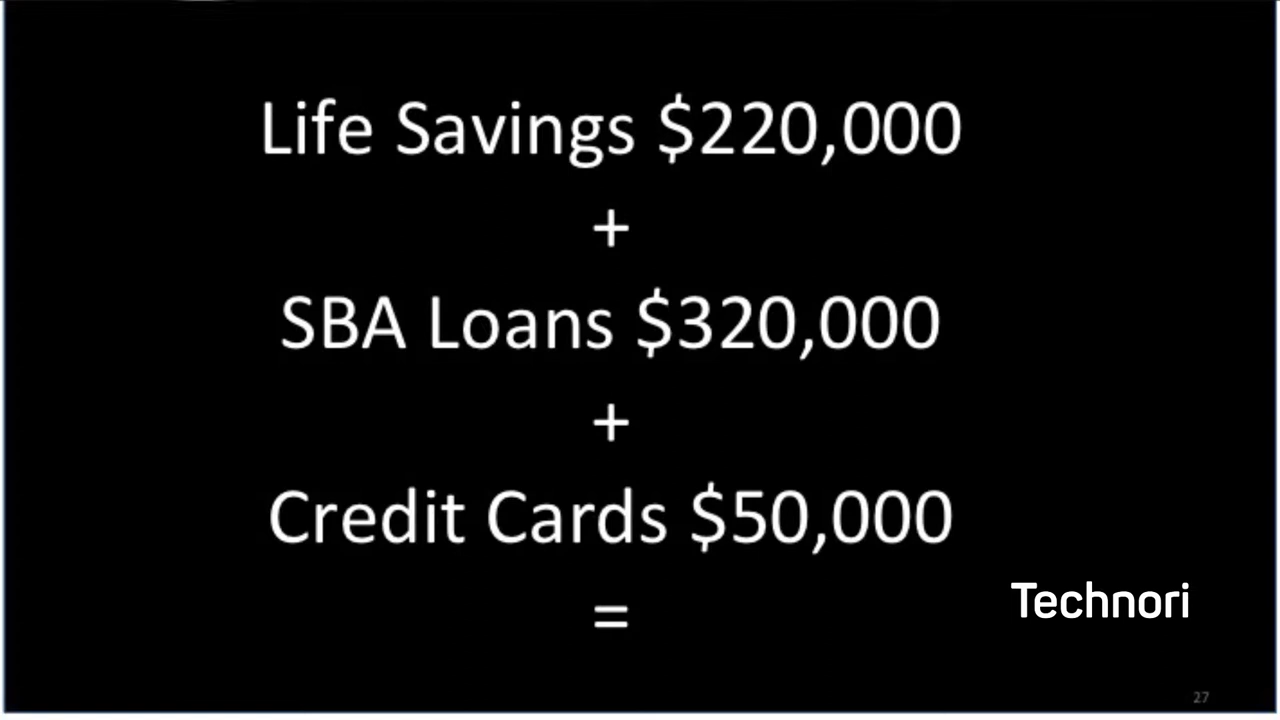 Life Savings $220,000
+
SBA Loans $320,000
+
Credit Cards $50,000
=
Technori
27